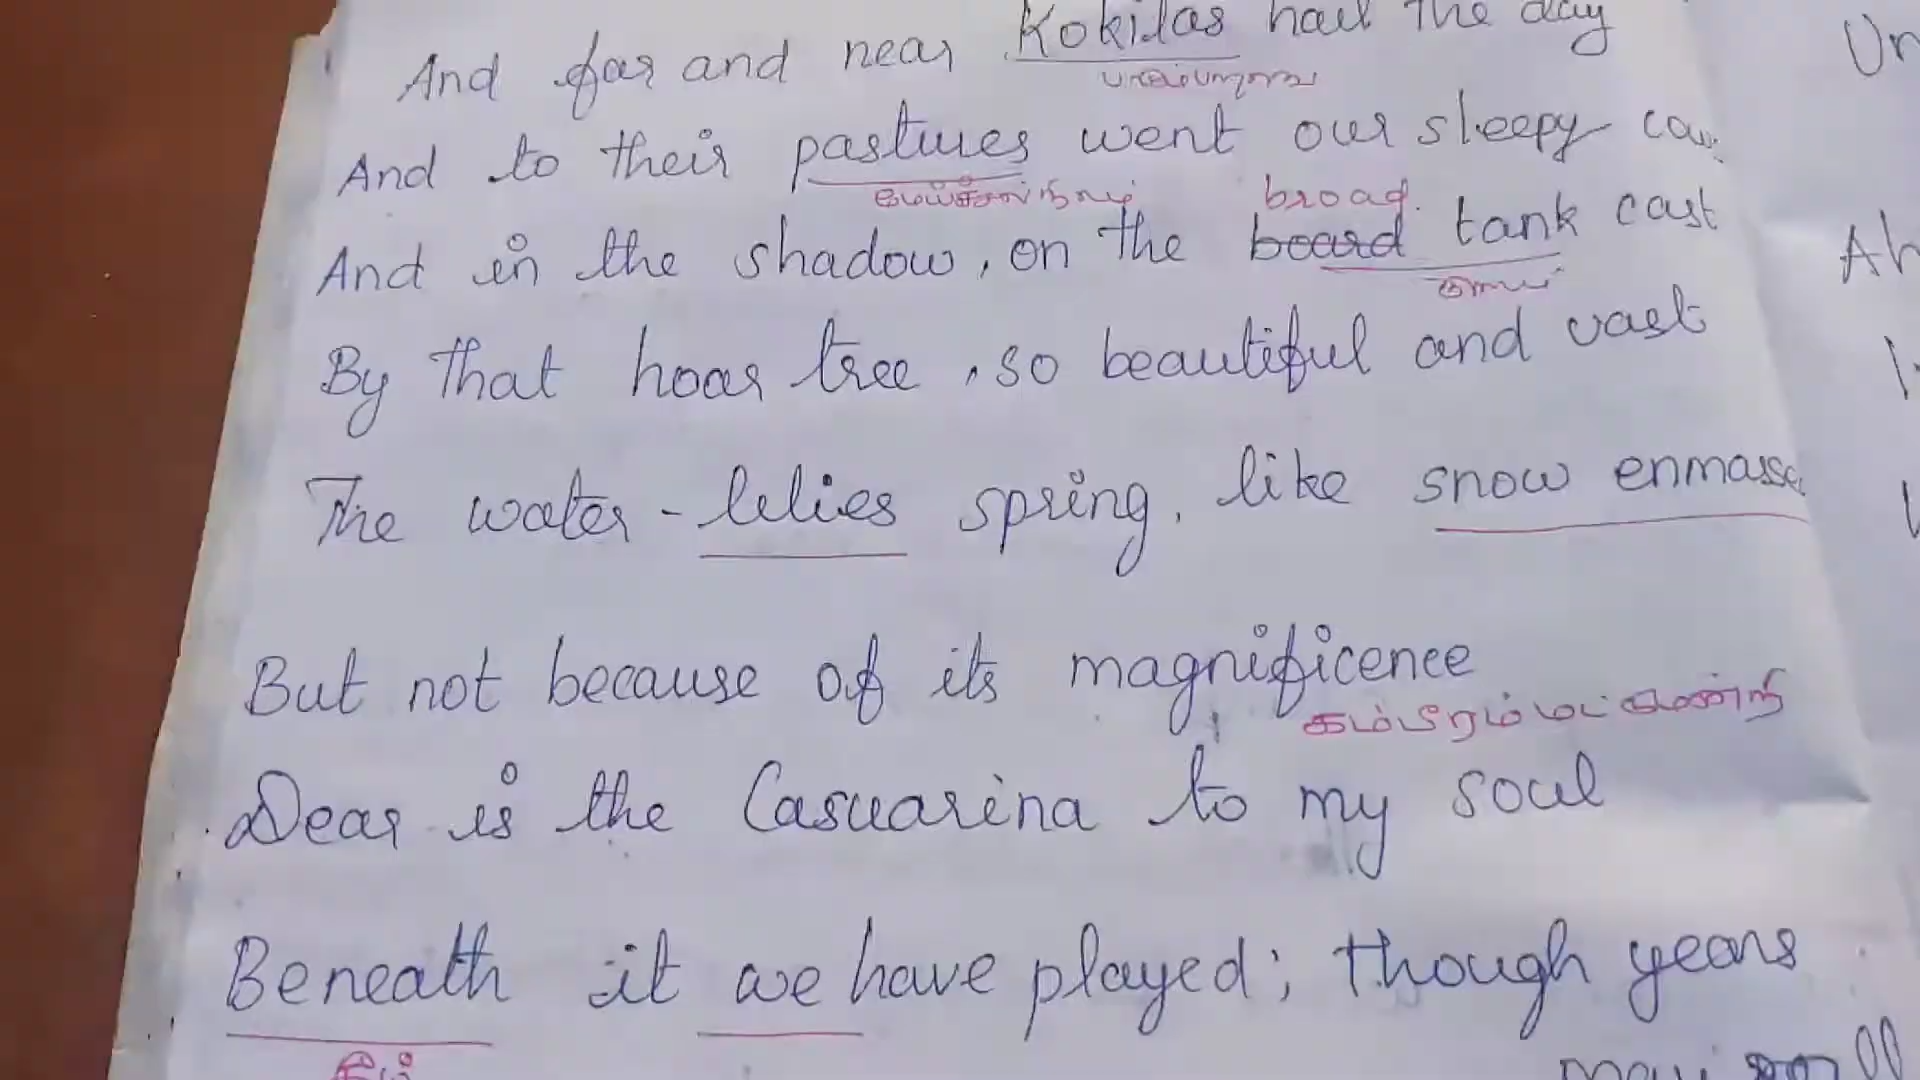 And far and near Kokilas hail the day
And to their pastures went our sleepy
மேய்ச்சல் நிலம் broad
And in the shadow, on the board tank cast
By that hoar tree, so beautiful and vast
The water - lilies spring, like snow enmasse
But not because of its magnificence
Dear is the Casuarina to my soul
Beneath it we have played; though years